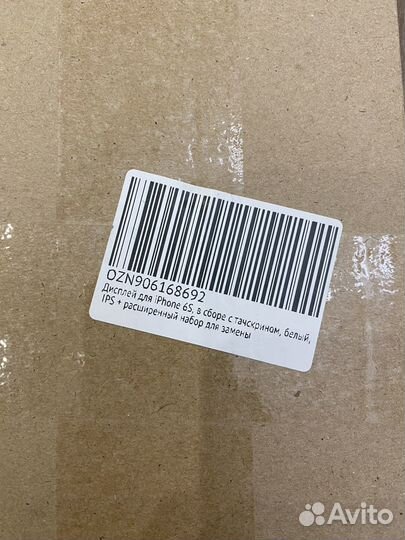 OZN906168692
Дисплей для iPhone 6S, в сборе с тачскрином, белый,
IPS + расширенный набор для замены
Avito